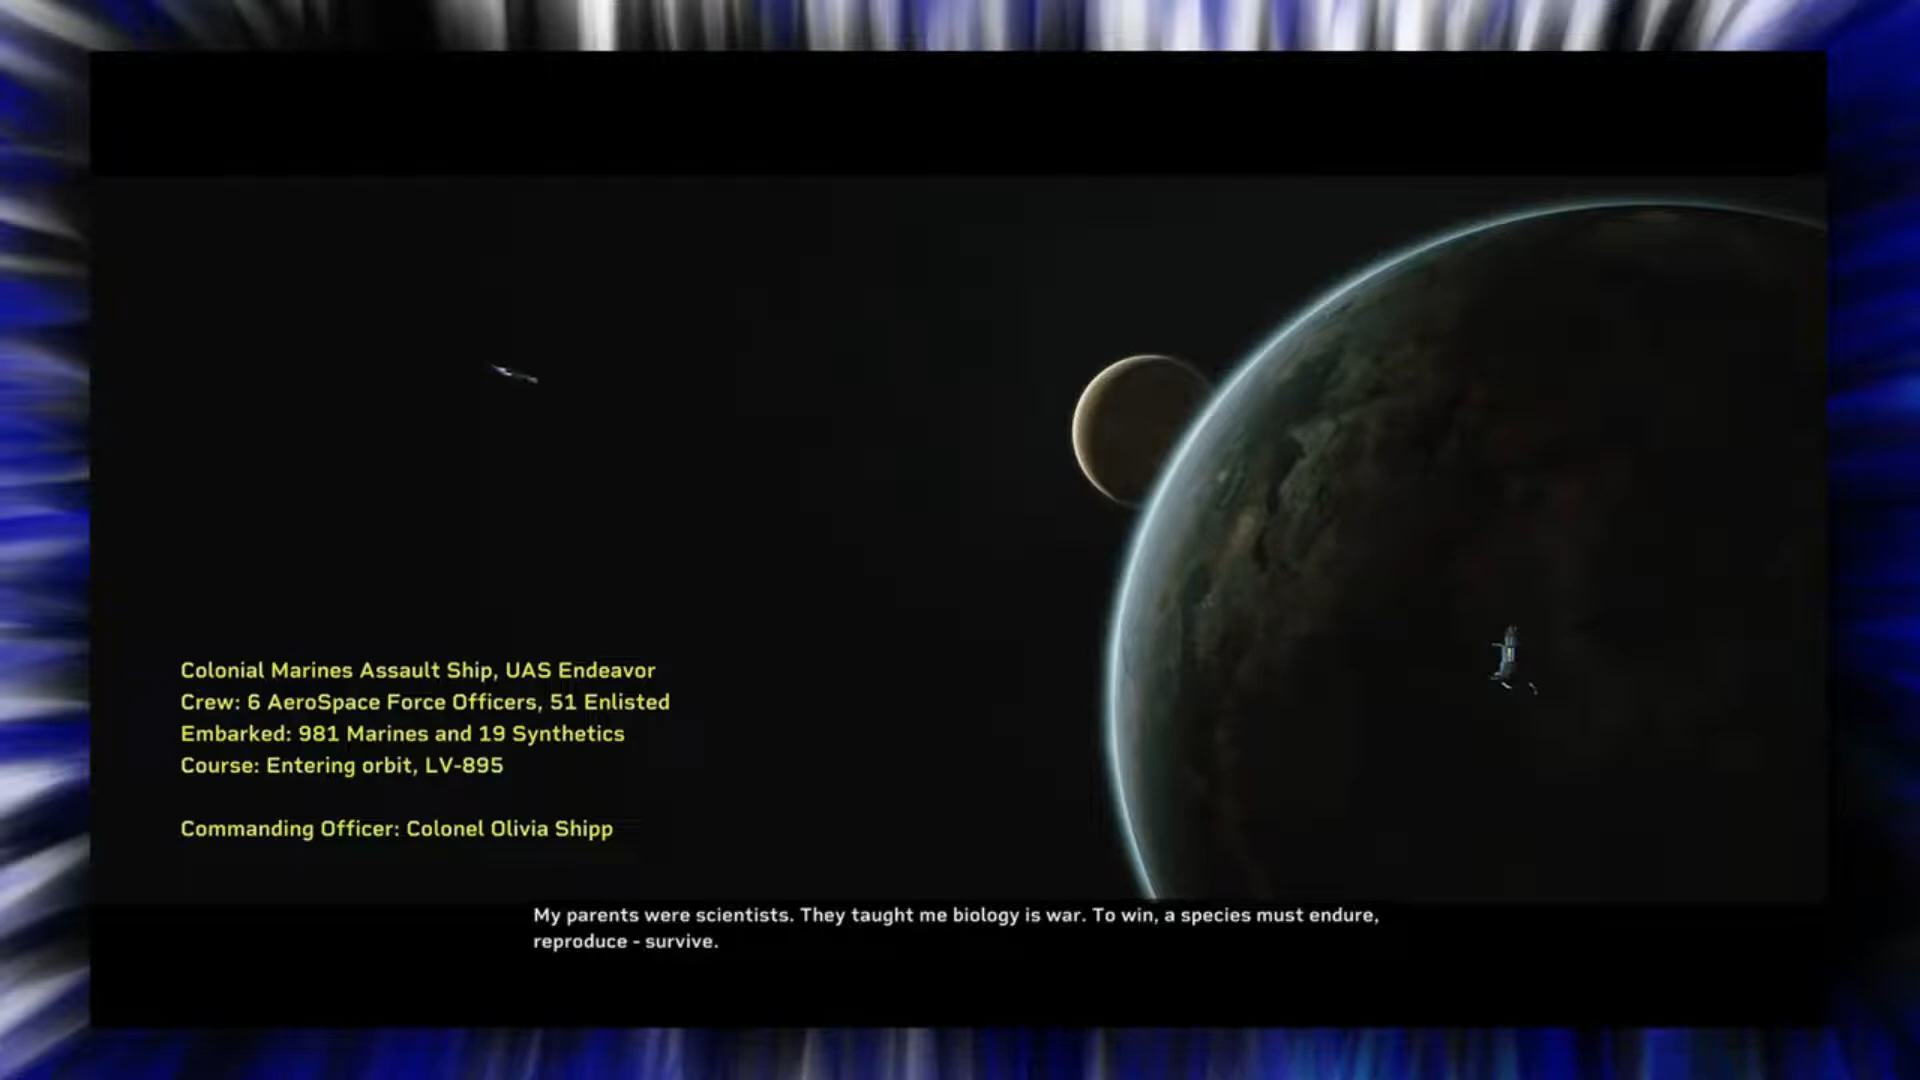 Colonial Marines Assault Ship, UAS Endeavor
Crew: 6 AeroSpace Force Officers, 51 Enlisted
Embarked: 981 Marines and 19 Synthetics
Course: Entering orbit, LV-895
Commanding Officer: Colonel Olivia Shipp
My parents were scientists. They taught me biology is war. To win, a species must endure,
reproduce - survive.